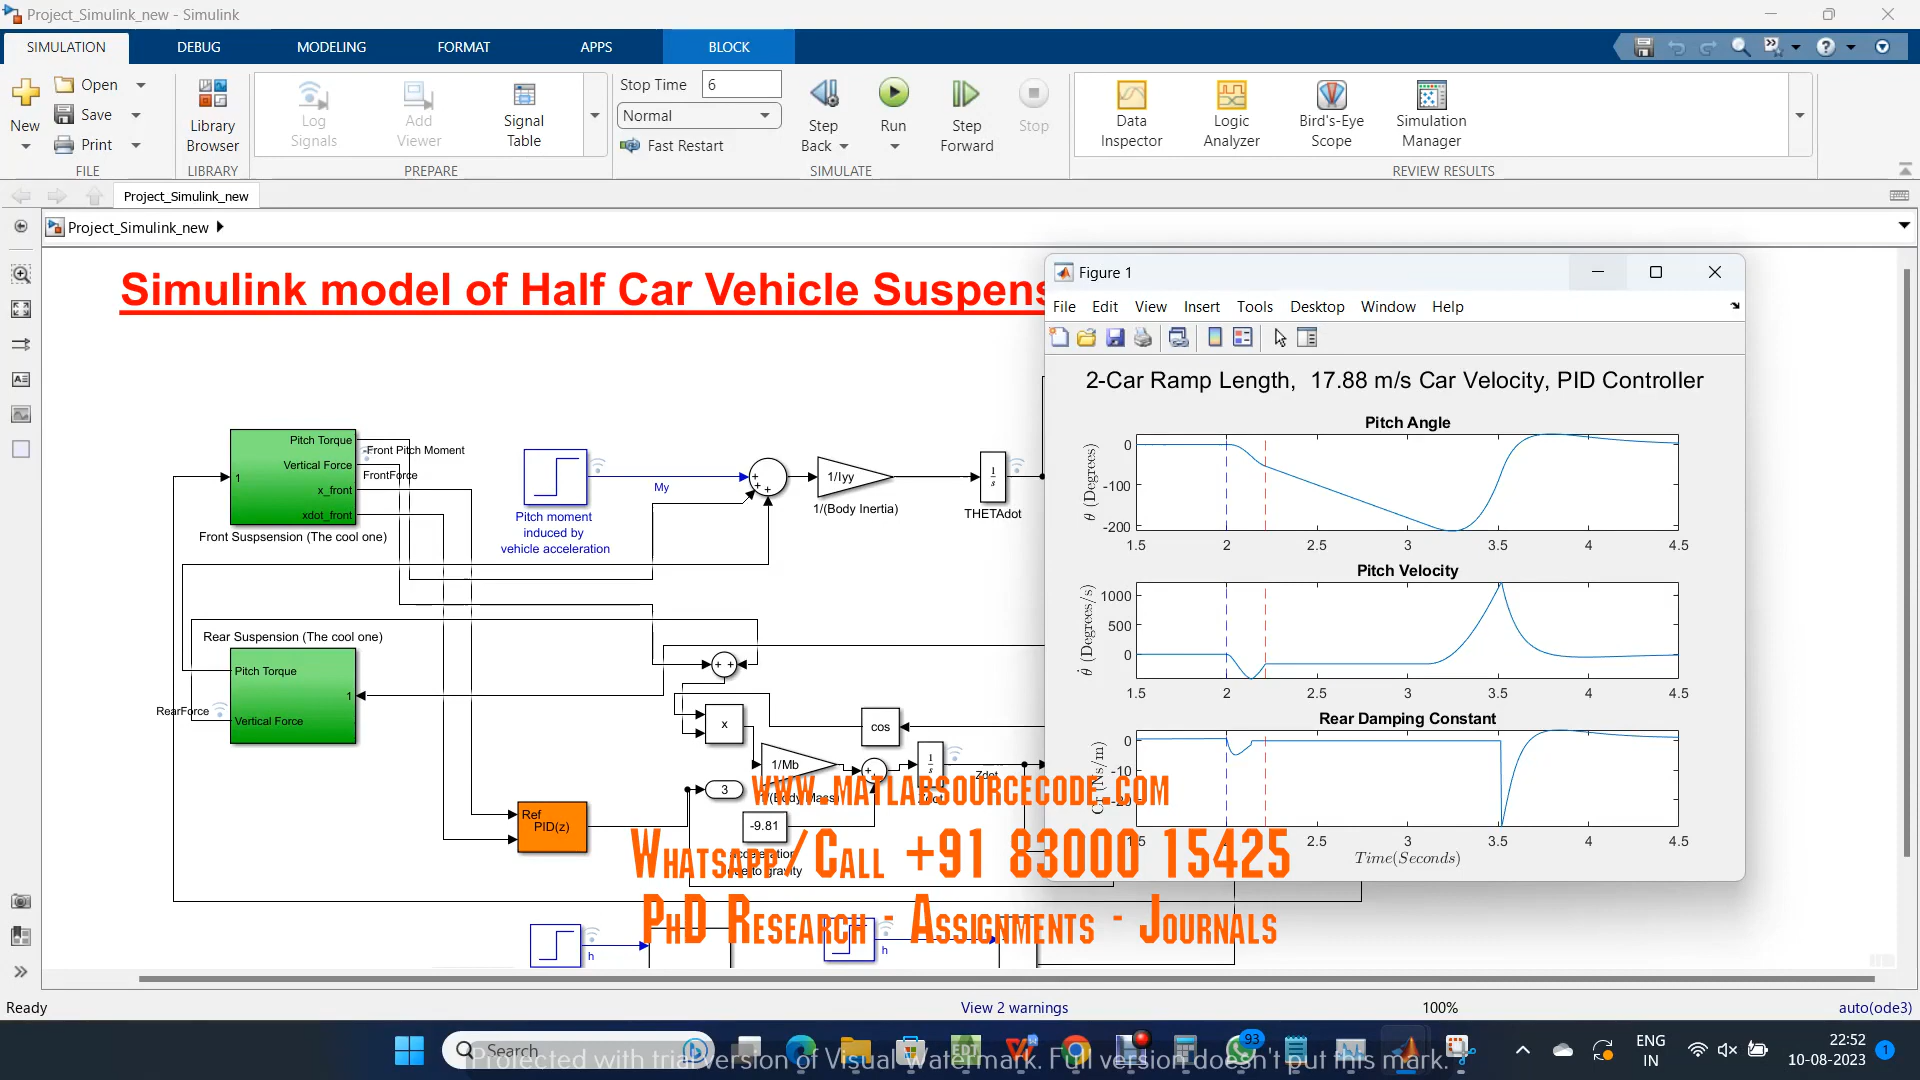 Project_Simulink_new - Simulink
SIMULATION DEBUG MODELING FORMAT APPS BLOCK
New
Open
Save
Print
FILE
Library
Browser
LIBRARY
Log
Signals
Add
Viewer
Signal
Table
PREPARE
Stop Time 6
Normal
Fast Restart
Step
Back
Run
Step
Forward
Stop
SIMULATE
Data
Inspector
Logic
Analyzer
Bird's-Eye
Scope
Simulation
Manager
REVIEW RESULTS
Project_Simulink_new
Project_Simulink_new
Simulink model of Half Car Vehicle Suspens
Pitch Torque
Vertical Force
x_front
xdot_front
1
Front Pitch Moment
FrontForce
Front Suspsension (The cool one)
Pitch moment
induced by
vehicle acceleration
My
1/Iyy
1/(Body Inertia)
1
s
THETAdot
Rear Suspension (The cool one)
Pitch Torque
1
Vertical Force
RearForce
x
cos
1/Mb
1
s
Zdot
3
-9.81
Ref
PID(z)
h
h
Figure 1
File Edit View Insert Tools Desktop Window Help
2-Car Ramp Length, 17.88 m/s Car Velocity, PID Controller
Pitch Angle
θ (Degrees)
0
-100
-200
1.5 2 2.5 3 3.5 4 4.5
Pitch Velocity
θ̇ (Degrees/s)
1000
500
0
1.5 2 2.5 3 3.5 4 4.5
Rear Damping Constant
0
-10
2 2.5 3 3.5 4 4.5
Time(Seconds)
www.matlabsourcecode.com
Whatsapp/Call +91 83000 15425
PhD Research - Assignments - Journals
Ready
View 2 warnings
100%
auto(ode3)
Search
Protected with trial version of Visual Watermark. Full version doesn't put this mark.
93
ENG
IN
22:52
10-08-2023
1